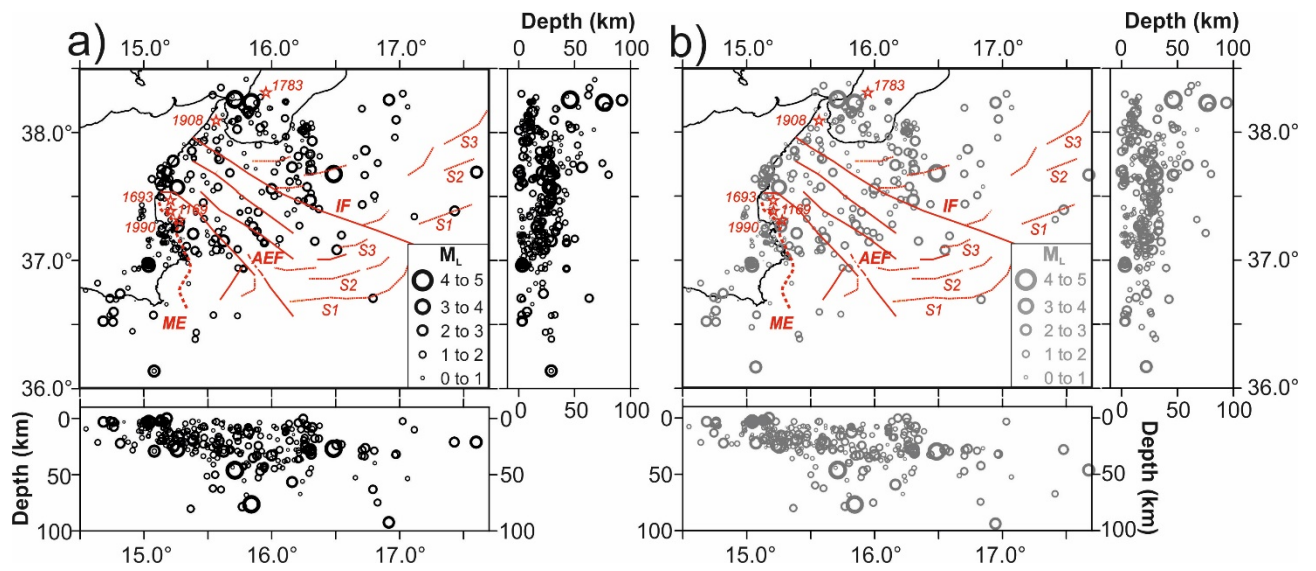 Depth (km)
Depth (km)
a)
15.0°
16.0°
17.0°
0
50
100
b)
15.0°
16.0°
17.0°
0
50
100
1783
1783
38.0°
1908
1908
38.0°
S3
S3
S2
S2
1693
1169
1693
1169
1990
IF
S1
1990
IF
S1
37.0°
AEF
S3
AEF
S3
37.0°
S2
S2
S1
S1
ME
ME
M_L
4 to 5
3 to 4
2 to 3
1 to 2
0 to 1
M_L
4 to 5
3 to 4
2 to 3
1 to 2
0 to 1
36.0°
36.0°
Depth (km)
0
50
100
0
50
100
0
50
100
Depth (km)
15.0°
16.0°
17.0°
15.0°
16.0°
17.0°